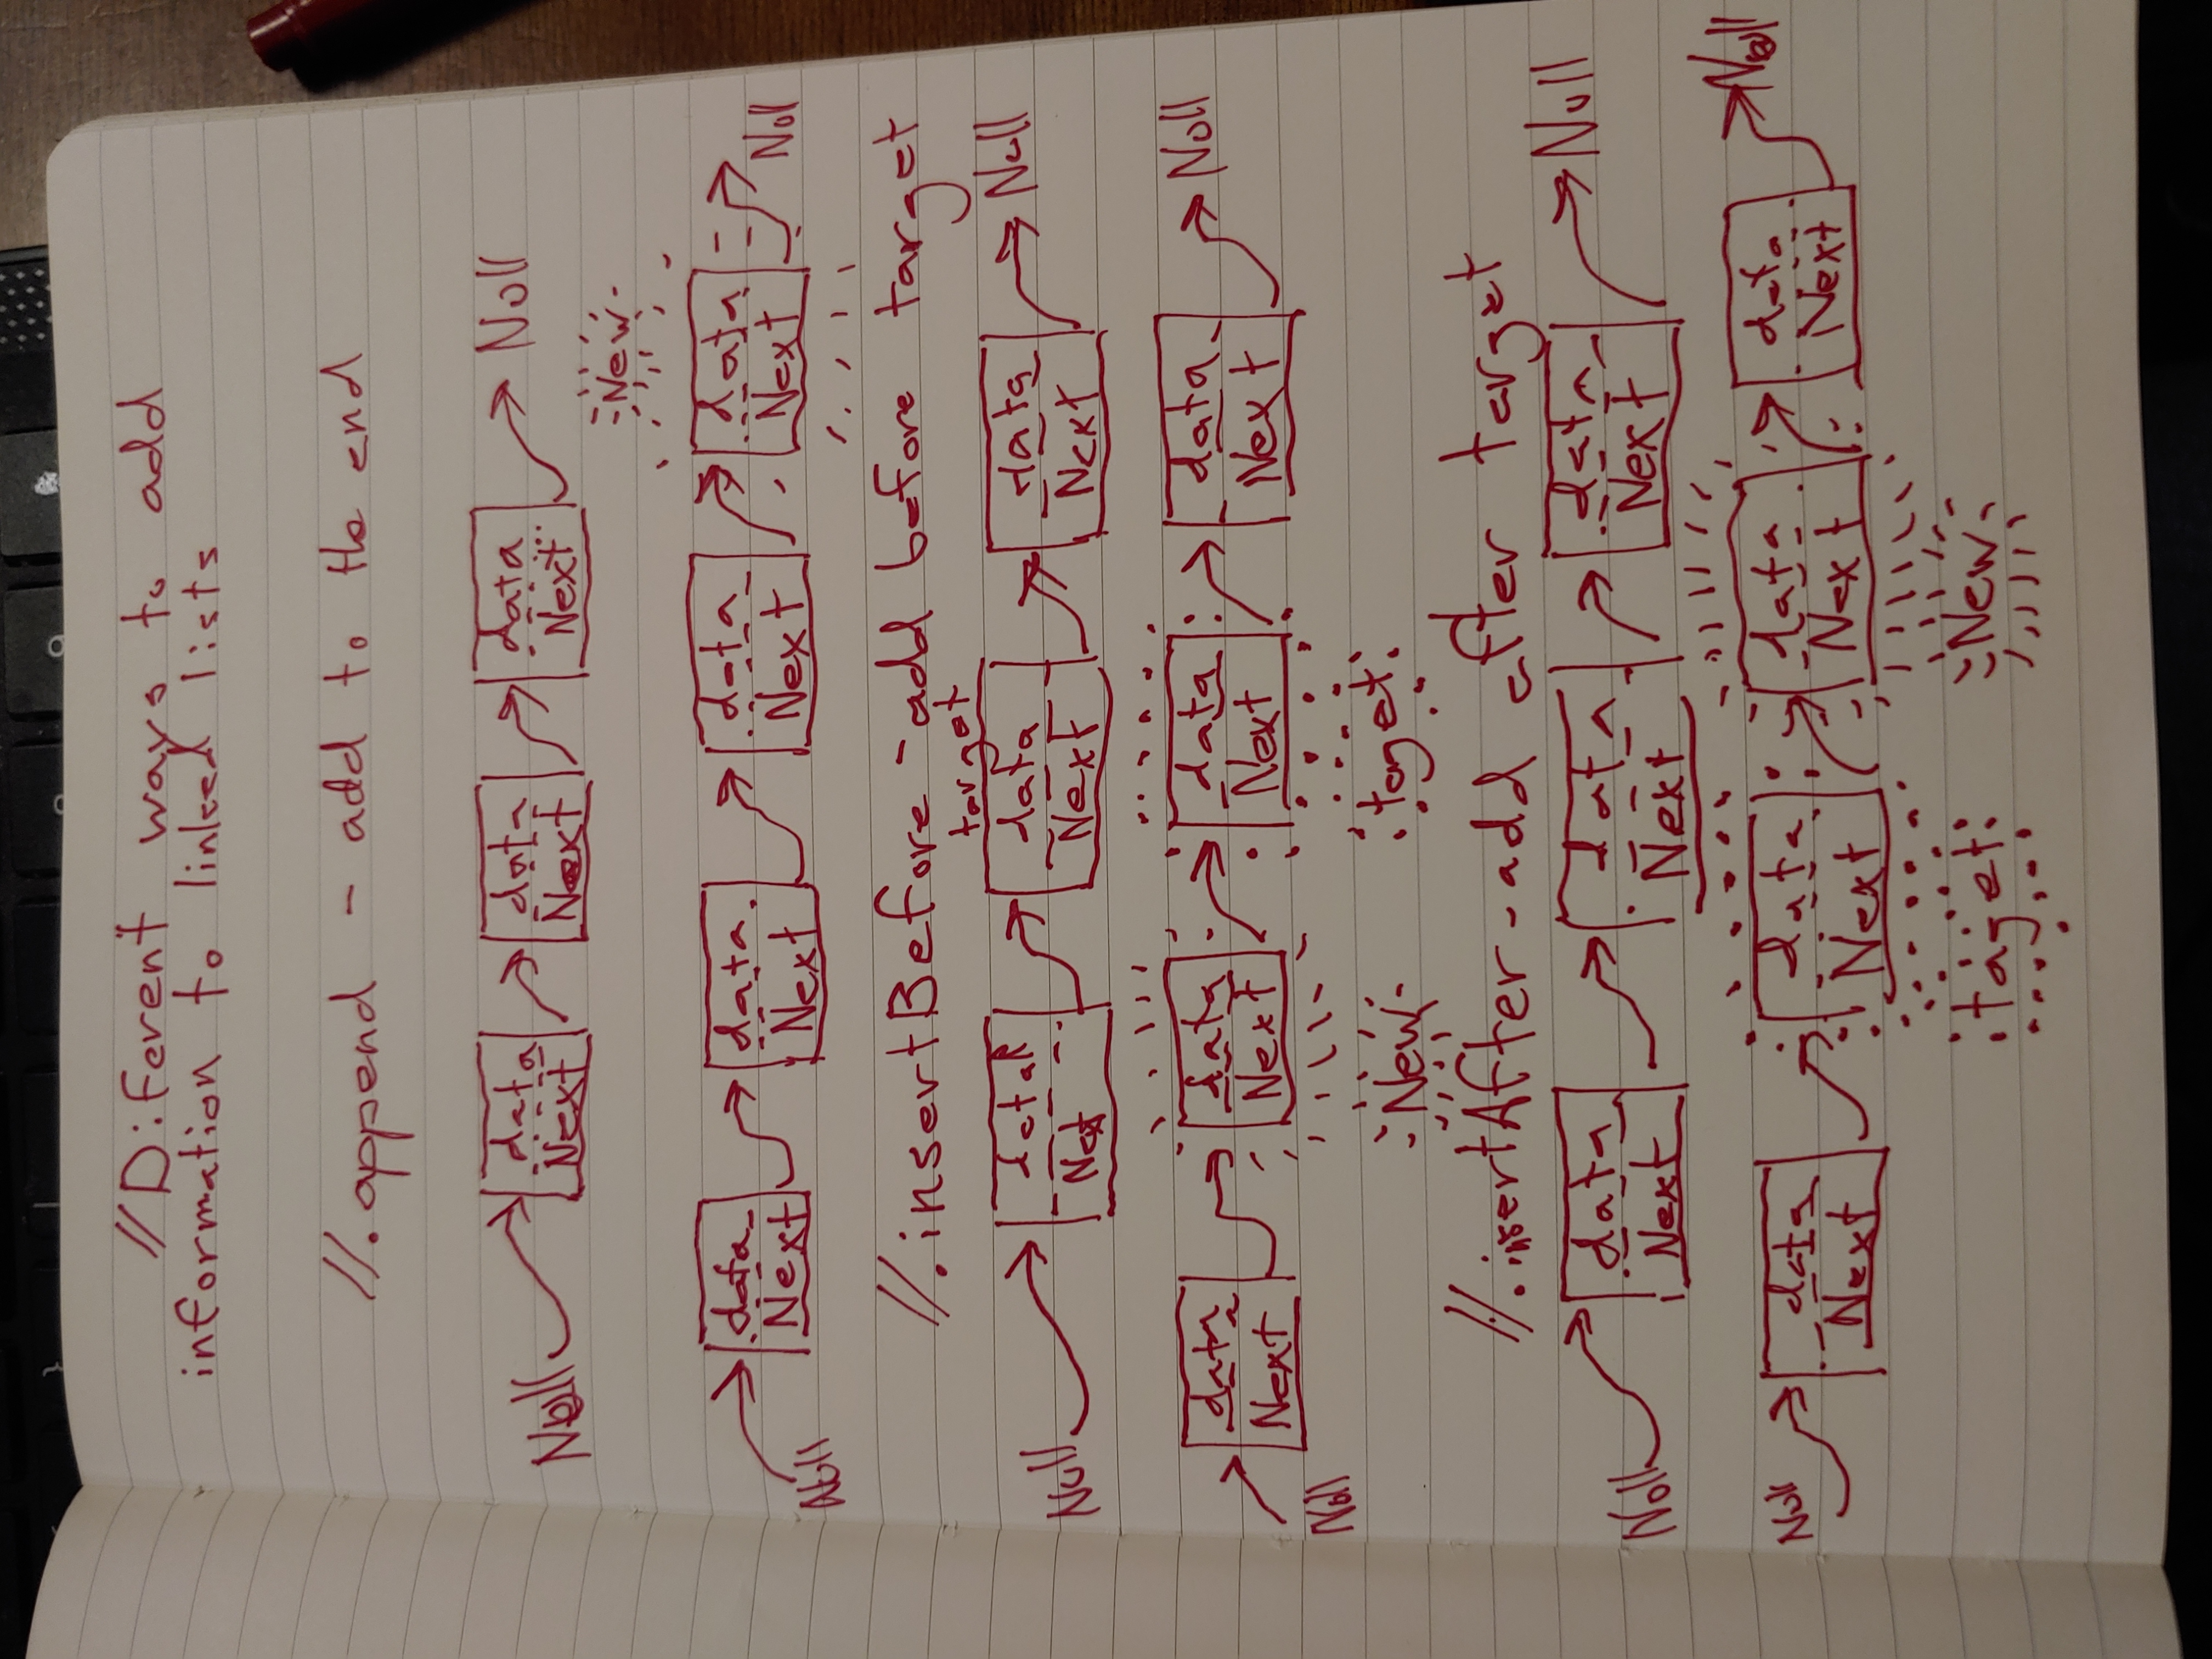 //Diferent ways to add
information to linked lists
//.append - add to the end
Null data data data Null
Next Next Next
New
data data data data
Null Next Next Next Next Null
//.insertBefore - add before target
target
Null data data data Null
Next Next Next
data data data data Null
Next Next Next Next
Null
New taget
//.insertAfter - add after target
Null data data data Null
Next Next Next
Null data data data data Null
Next Next Next Next
taget New